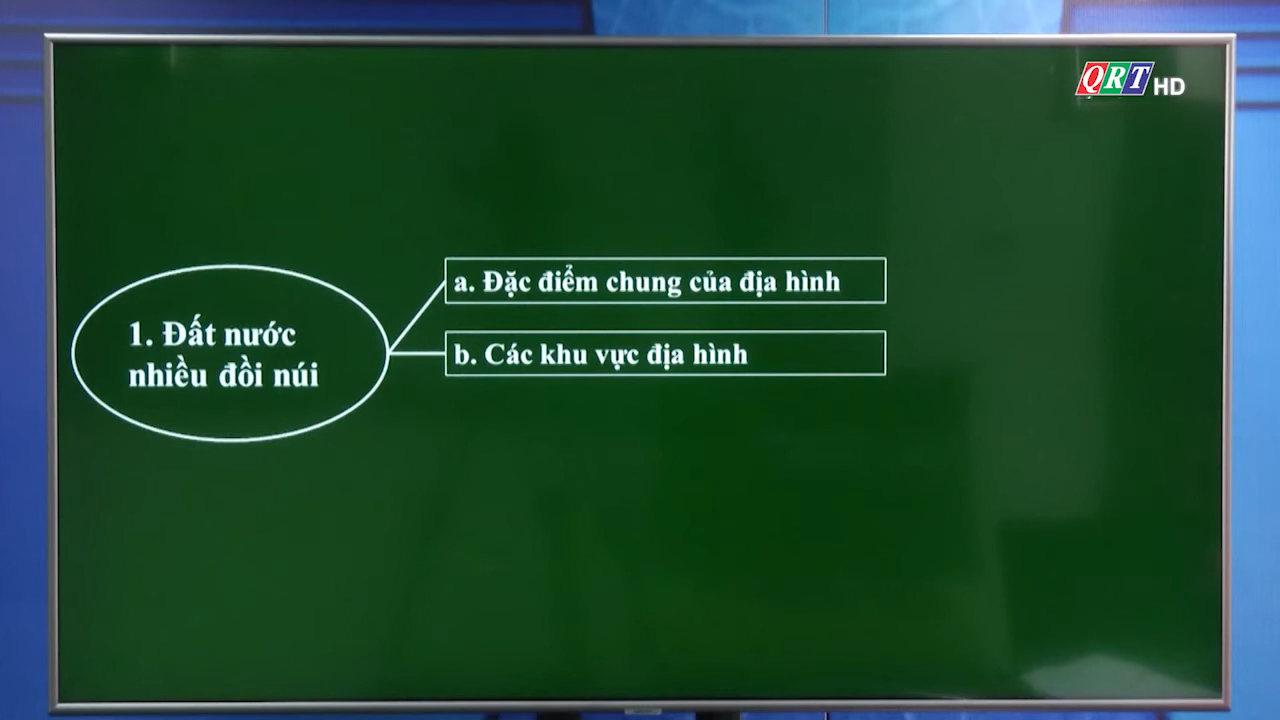 QRT HD
a. Đặc điểm chung của địa hình
1. Đất nước
nhiều đồi núi
b. Các khu vực địa hình